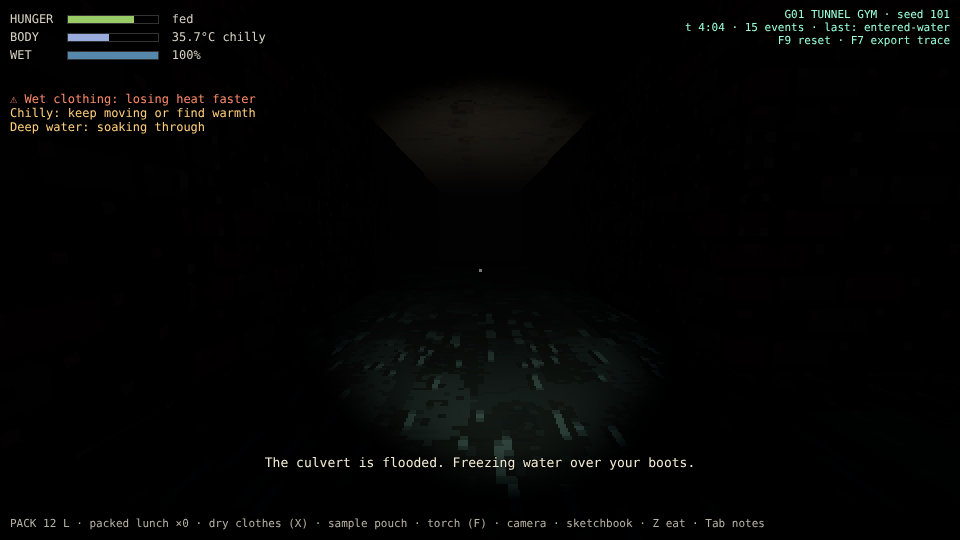 HUNGER fed
BODY 35.7°C chilly
WET 100%
⚠ Wet clothing: losing heat faster
Chilly: keep moving or find warmth
Deep water: soaking through
G01 TUNNEL GYM · seed 101
t 4:04 · 15 events · last: entered-water
F9 reset · F7 export trace
The culvert is flooded. Freezing water over your boots.
PACK 12 L · packed lunch ×0 · dry clothes (X) · sample pouch · torch (F) · camera · sketchbook · Z eat · Tab notes